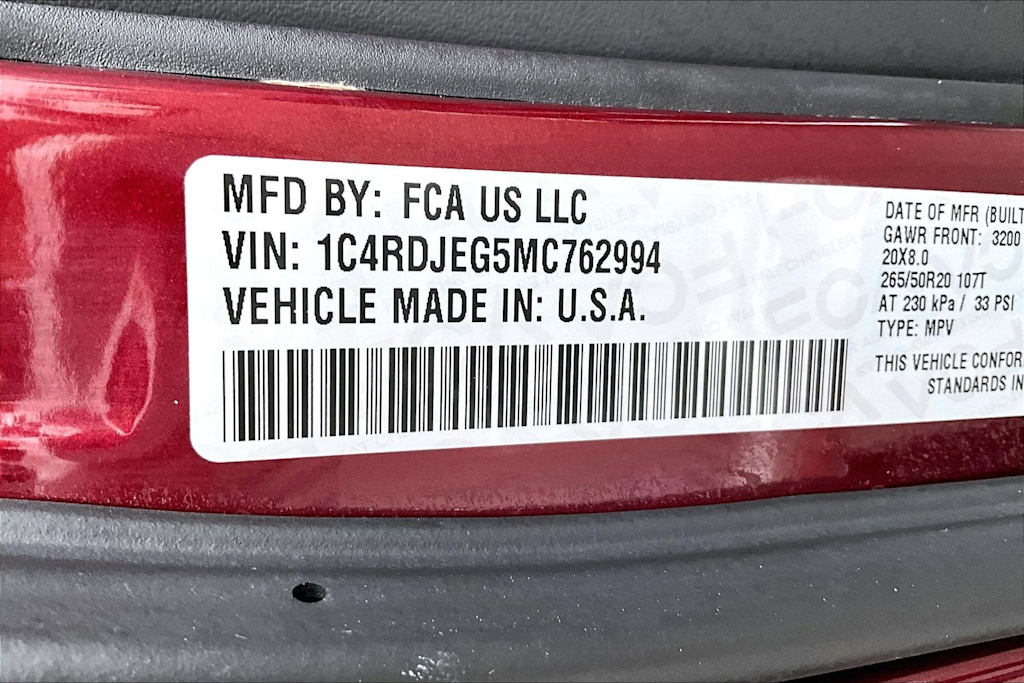 MFD BY: FCA US LLC
VIN: 1C4RDJEG5MC762994
VEHICLE MADE IN: U.S.A.
DATE OF MFR (BUILT
GAWR FRONT: 3200
20X8.0
265/50R20 107T
AT 230 kPa / 33 PSI
TYPE: MPV
THIS VEHICLE CONFOR
STANDARDS IN